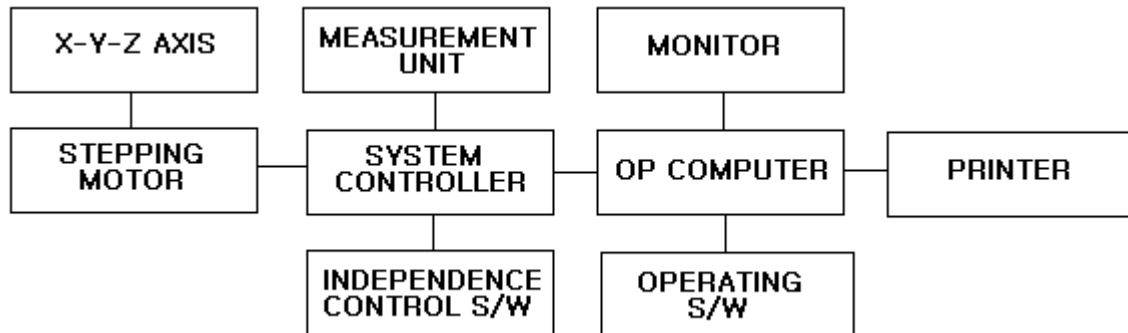 X-Y-Z AXIS
MEASUREMENT
UNIT
MONITOR
STEPPING
MOTOR
SYSTEM
CONTROLLER
OP COMPUTER
PRINTER
INDEPENDENCE
CONTROL S/W
OPERATING
S/W